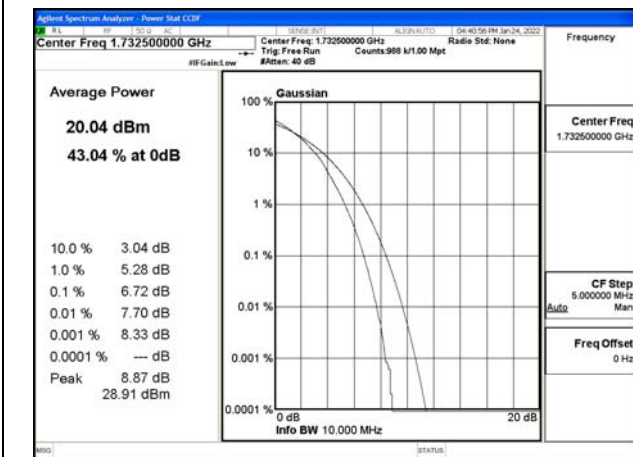 Agilent Spectrum Analyzer - Power Stat CCDF
RL RF 50 Ω AC SENSE:INT ALIGN AUTO 04:40:56 PM Jan 24, 2022
Center Freq 1.732500000 GHz
Center Freq: 1.732500000 GHz Radio Std: None
Trig: Free Run Counts:988 k/1.00 Mpt
#IFGain:Low #Atten: 40 dB
Frequency
Average Power
20.04 dBm
43.04 % at 0dB
10.0 % 3.04 dB
1.0 % 5.28 dB
0.1 % 6.72 dB
0.01 % 7.70 dB
0.001 % 8.33 dB
0.0001 % --- dB
Peak 8.87 dB
28.91 dBm
Gaussian
100 %
10 %
1 %
0.1 %
0.01 %
0.001 %
0.0001 %
0 dB 20 dB
Info BW 10.000 MHz
Center Freq
1.732500000 GHz
CF Step
5.000000 MHz
Auto Man
Freq Offset
0 Hz
MSG STATUS